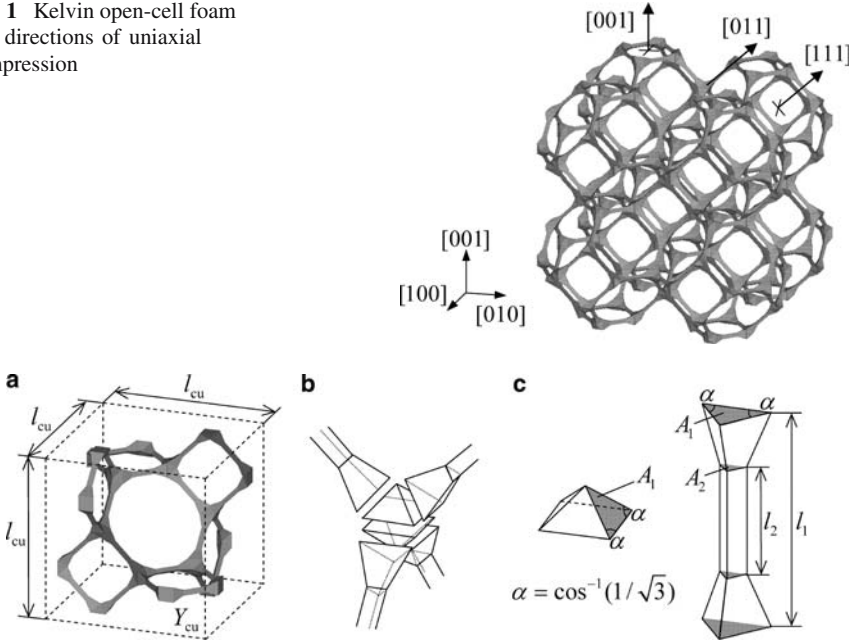 1 Kelvin open-cell foam
directions of uniaxial
npression
[001]
[011]
[111]
[001]
[100]
[010]
a
l_cu
l_cu
l_cu
Y_cu
b
c
A_1
α
α
α = cos^{-1}(1/√3)
α
α
A_1
A_2
l_2
l_1